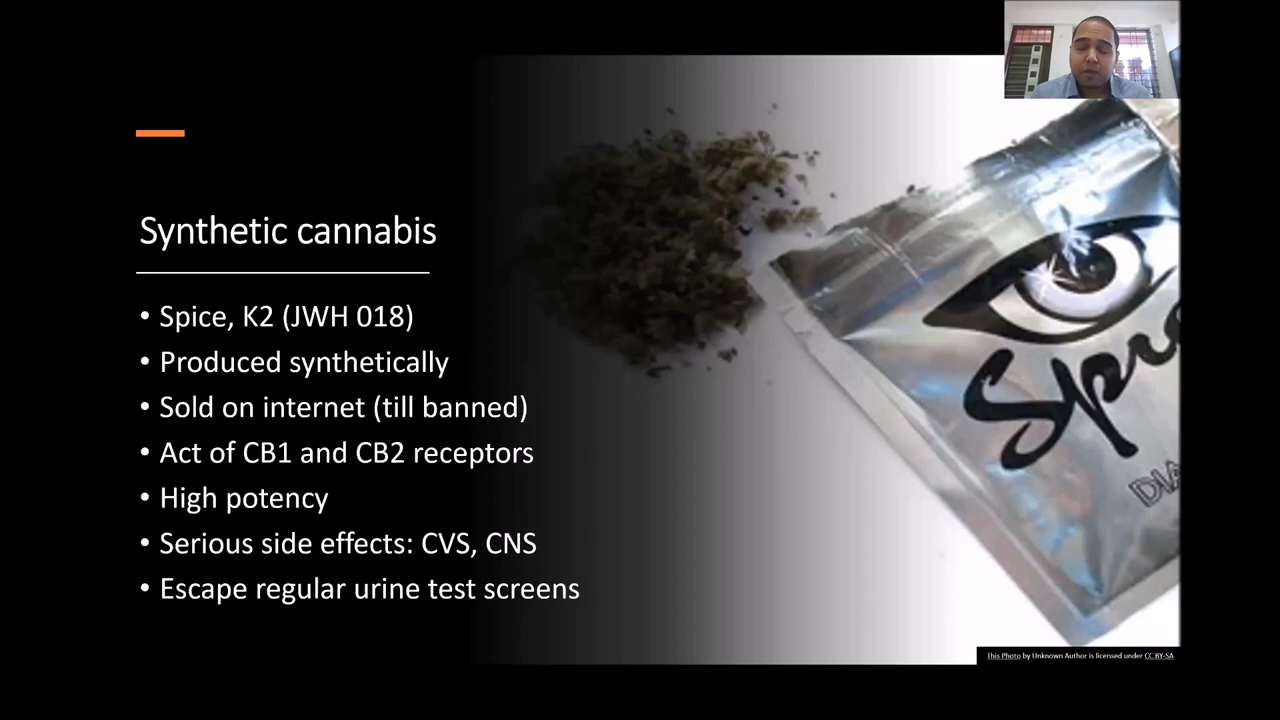 Synthetic cannabis
• Spice, K2 (JWH 018)
• Produced synthetically
• Sold on internet (till banned)
• Act of CB1 and CB2 receptors
• High potency
• Serious side effects: CVS, CNS
• Escape regular urine test screens
This Photo by Unknown Author is licensed under CC BY-SA